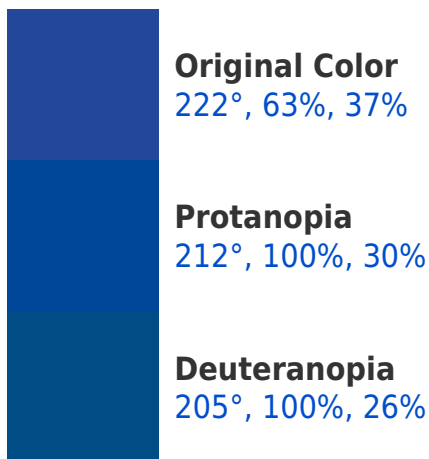 Original Color
222°, 63%, 37%
Protanopia
212°, 100%, 30%
Deuteranopia
205°, 100%, 26%